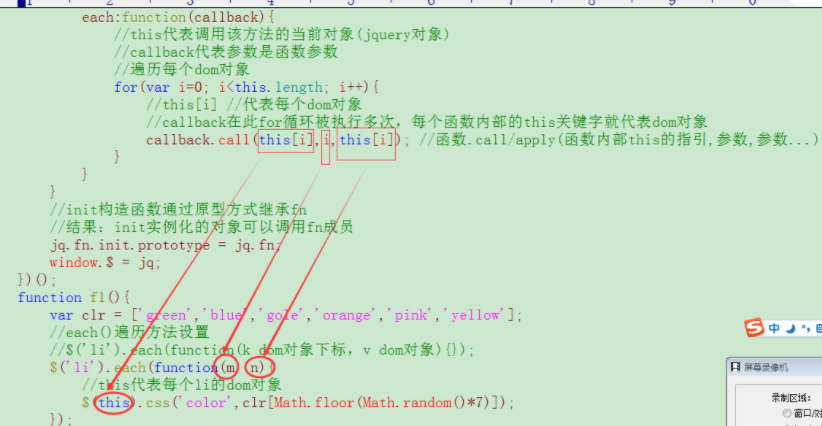 1 2 3 4 5 6 7 8 9 0
each:function(callback){
//this代表调用该方法的当前对象(jquery对象)
//callback代表参数是函数参数
//遍历每个dom对象
for(var i=0; i<this.length; i++){
//this[i] //代表每个dom对象
//callback在此for循环被执行多次，每个函数内部的this关键字就代表dom对象
callback.call(this[i],i,this[i]); //函数.call/apply(函数内部this的指引,参数,参数...)
}
}
}
//init构造函数通过原型方式继承fn
//结果：init实例化的对象可以调用fn成员
jq.fn.init.prototype = jq.fn;
window.$ = jq;
})();
function f1(){
var clr = ['green','blue','gole','orange','pink','yellow'];
//each()遍历方法设置
//$('li').each(function(k dom对象下标，v dom对象){});
$('li').each(function(m n){
//this代表每个li的dom对象
$(this).css('color',clr[Math.floor(Math.random()*7)]);
});
中
屏幕录像机
录制区域:
窗口/对